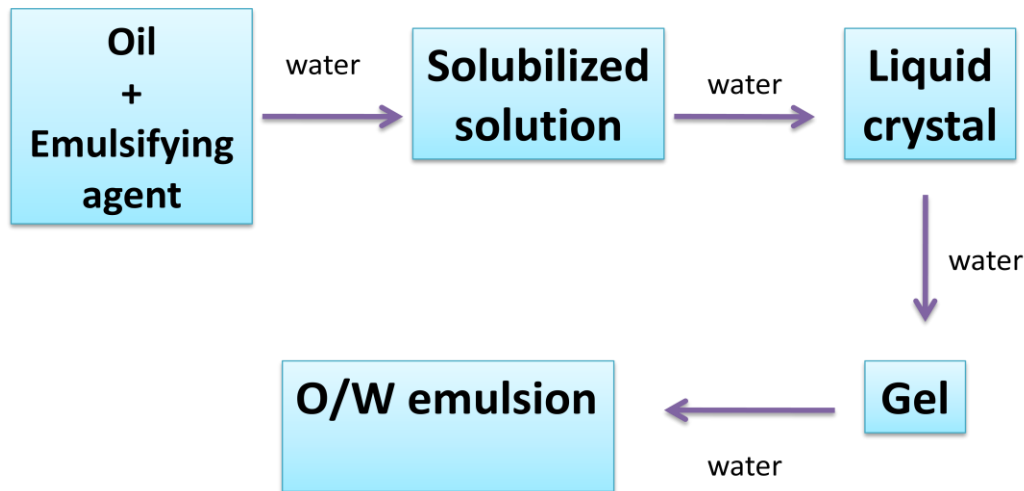 Oil
+
Emulsifying
agent
water
Solubilized
solution
water
Liquid
crystal
water
Gel
water
O/W emulsion